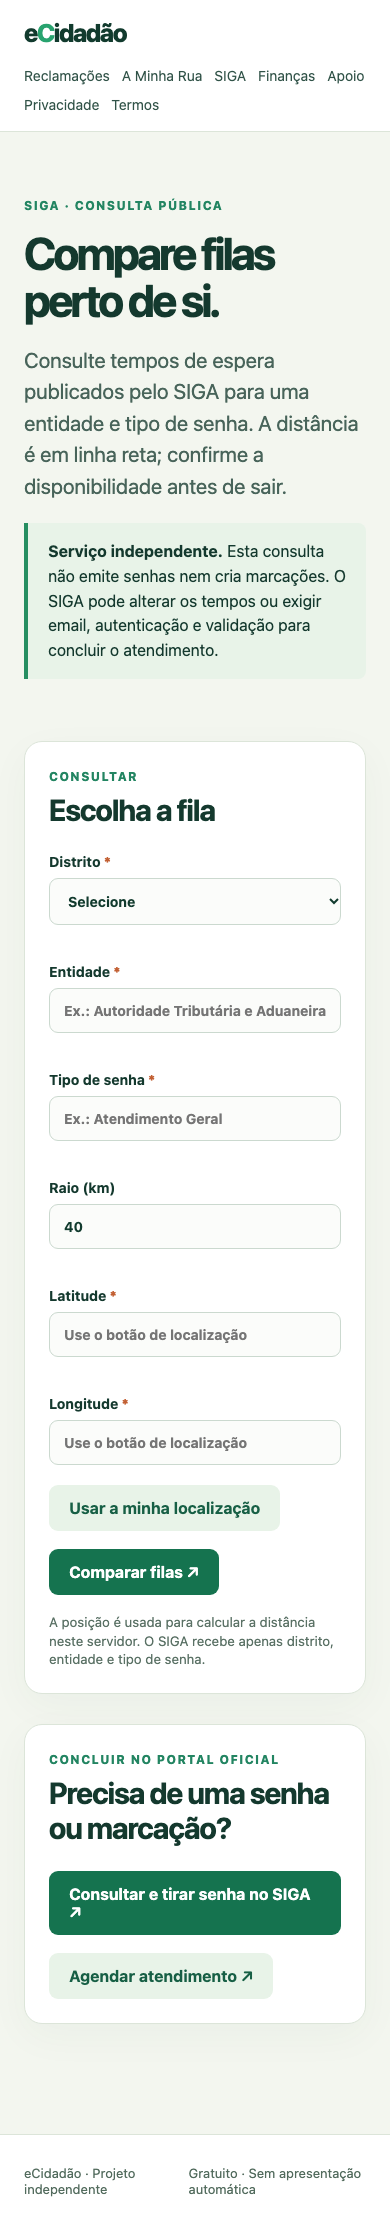 eCidadão
Reclamações A Minha Rua SIGA Finanças Apoio
Privacidade Termos
SIGA · CONSULTA PÚBLICA
Compare filas
perto de si.
Consulte tempos de espera
publicados pelo SIGA para uma
entidade e tipo de senha. A distância
é em linha reta; confirme a
disponibilidade antes de sair.
Serviço independente. Esta consulta
não emite senhas nem cria marcações. O
SIGA pode alterar os tempos ou exigir
email, autenticação e validação para
concluir o atendimento.
CONSULTAR
Escolha a fila
Distrito *
Selecione
Entidade *
Ex.: Autoridade Tributária e Aduaneira
Tipo de senha *
Ex.: Atendimento Geral
Raio (km)
40
Latitude *
Use o botão de localização
Longitude *
Use o botão de localização
Usar a minha localização
Comparar filas ↗
A posição é usada para calcular a distância
neste servidor. O SIGA recebe apenas distrito,
entidade e tipo de senha.
CONCLUIR NO PORTAL OFICIAL
Precisa de uma senha
ou marcação?
Consultar e tirar senha no SIGA
↗
Agendar atendimento ↗
eCidadão · Projeto
independente
Gratuito · Sem apresentação
automática